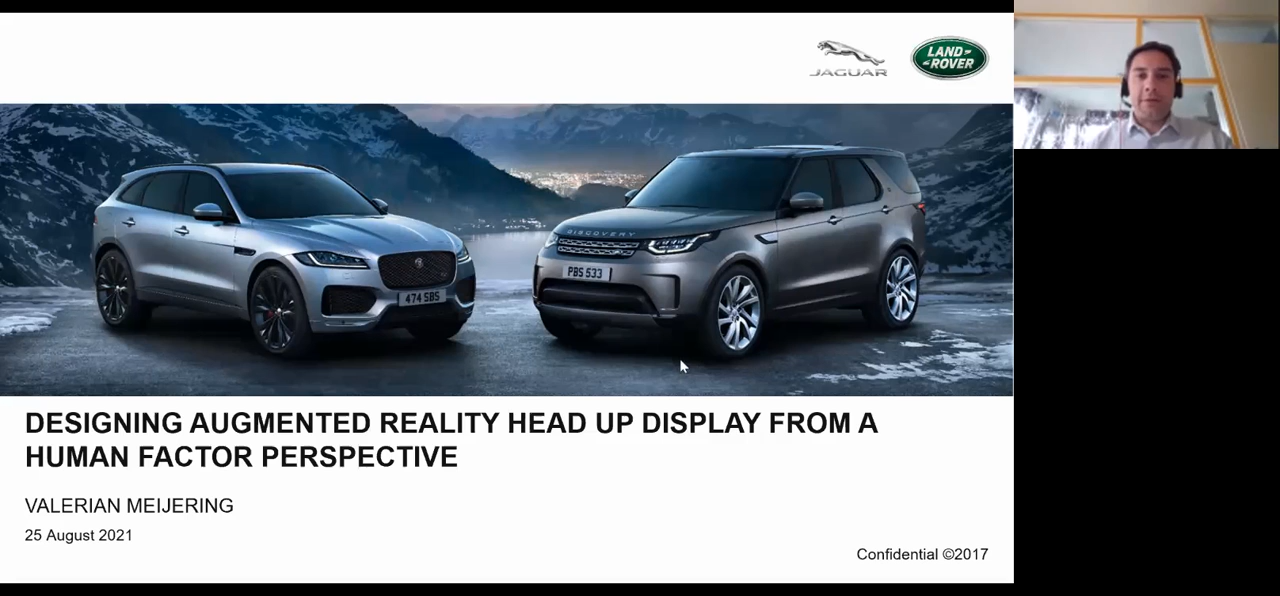 JAGUAR
LAND
ROVER
DISCOVERY
474 SBS
PBS 533
DESIGNING AUGMENTED REALITY HEAD UP DISPLAY FROM A
HUMAN FACTOR PERSPECTIVE
VALERIAN MEIJERING
25 August 2021
Confidential ©2017